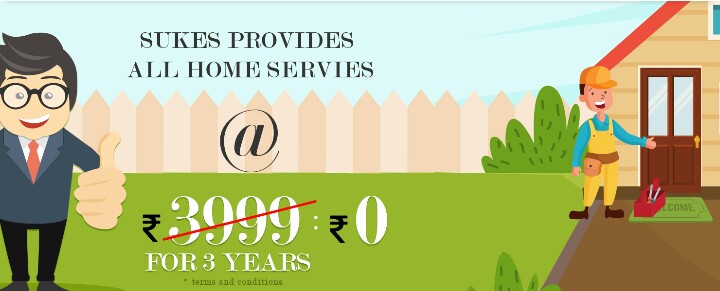 SUKES PROVIDES
ALL HOME SERVIES
@
₹ 3999 : ₹ 0
FOR 3 YEARS
* terms and conditions